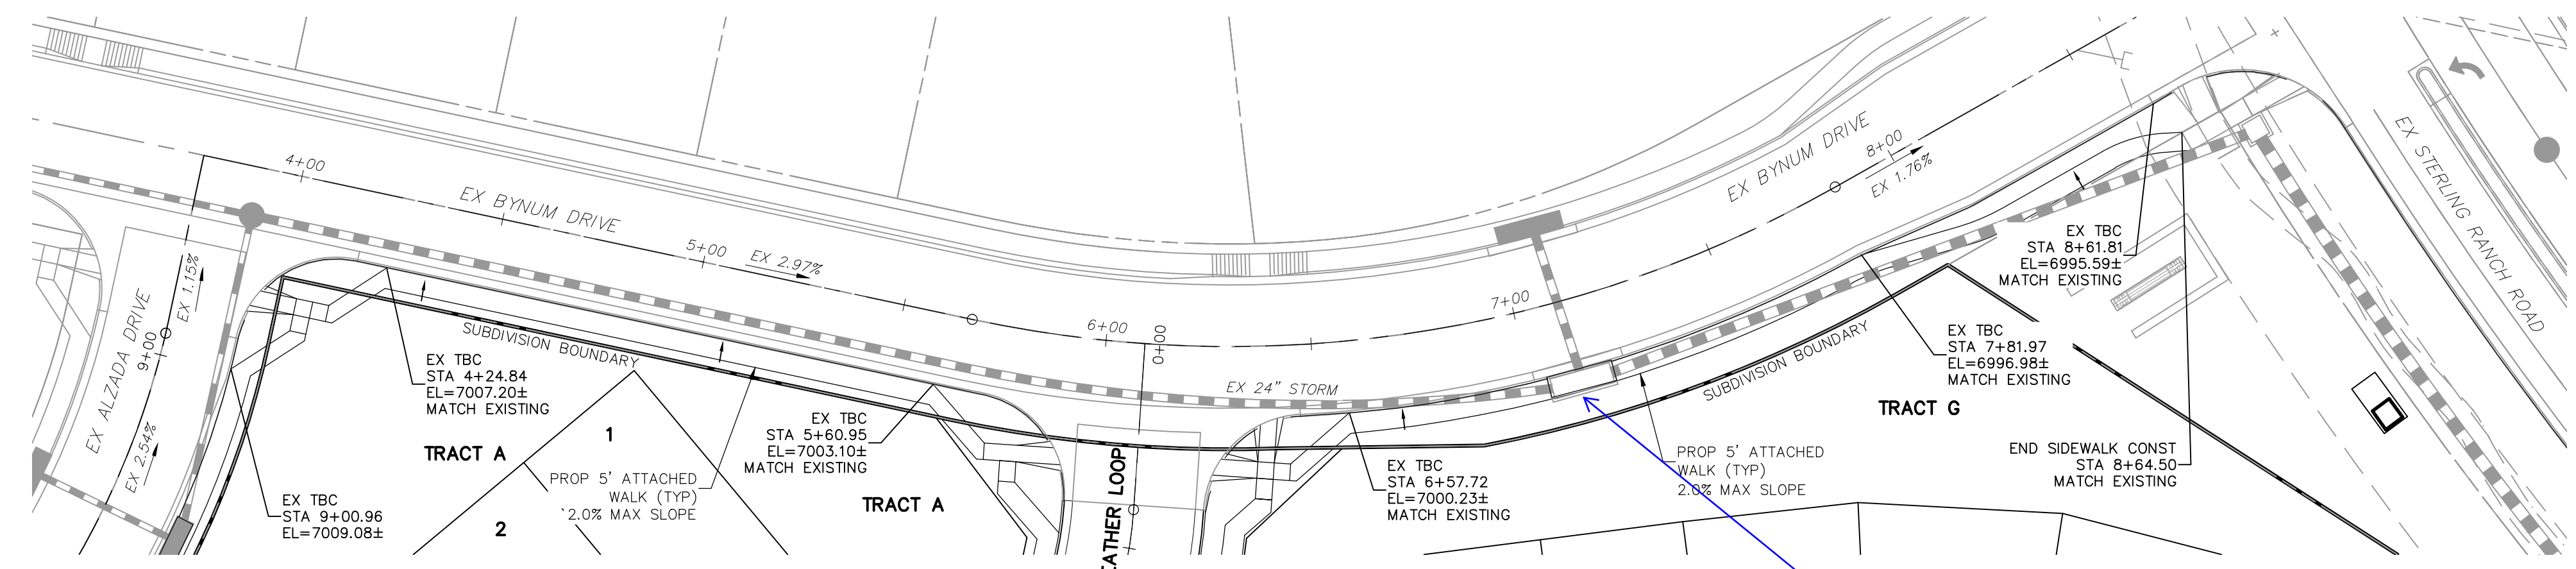 4+00
EX BYNUM DRIVE
5+00
EX 2.97%
6+00
0+00
7+00
EX BYNUM DRIVE
8+00
EX 1.76%
EX STERLING RANCH ROAD
EX ALZADA DRIVE
9+00
EX 1.15%
EX 2.54%
SUBDIVISION BOUNDARY
EX TBC
STA 4+24.84
EL=7007.20±
MATCH EXISTING
TRACT A
1
2
EX TBC
STA 9+00.96
EL=7009.08±
PROP 5' ATTACHED
WALK (TYP)
2.0% MAX SLOPE
EX TBC
STA 5+60.95
EL=7003.10±
MATCH EXISTING
TRACT A
EATHER LOOP
EX 24" STORM
EX TBC
STA 6+57.72
EL=7000.23±
MATCH EXISTING
PROP 5' ATTACHED
WALK (TYP)
2.0% MAX SLOPE
SUBDIVISION BOUNDARY
TRACT G
EX TBC
STA 7+81.97
EL=6996.98±
MATCH EXISTING
EX TBC
STA 8+61.81
EL=6995.59±
MATCH EXISTING
END SIDEWALK CONST
STA 8+64.50
MATCH EXISTING